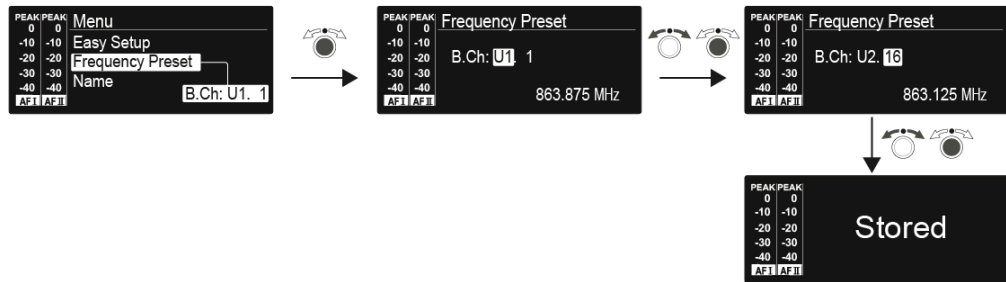 PEAK PEAK
0 0
-10 -10
-20 -20
-30 -30
-40 -40
AF I AF II
Menu
Easy Setup
Frequency Preset
Name
B.Ch: U1. 1
PEAK PEAK
0 0
-10 -10
-20 -20
-30 -30
-40 -40
AF I AF II
Frequency Preset
B.Ch: U1. 1
863.875 MHz
PEAK PEAK
0 0
-10 -10
-20 -20
-30 -30
-40 -40
AF I AF II
Frequency Preset
B.Ch: U2. 16
863.125 MHz
PEAK PEAK
0 0
-10 -10
-20 -20
-30 -30
-40 -40
AF I AF II
Stored